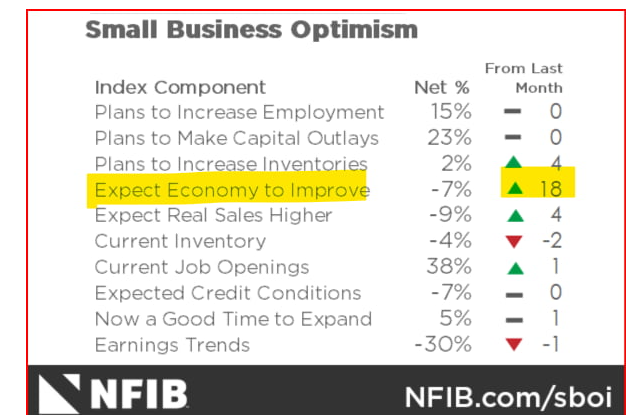 Small Business Optimism
From Last
Index Component Net % Month
Plans to Increase Employment 15% 0
Plans to Make Capital Outlays 23% 0
Plans to Increase Inventories 2% ▲ 4
Expect Economy to Improve -7% ▲ 18
Expect Real Sales Higher -9% ▲ 4
Current Inventory -4% ▼ -2
Current Job Openings 38% ▲ 1
Expected Credit Conditions -7% 0
Now a Good Time to Expand 5% 1
Earnings Trends -30% ▼ -1
NFIB NFIB.com/sboi